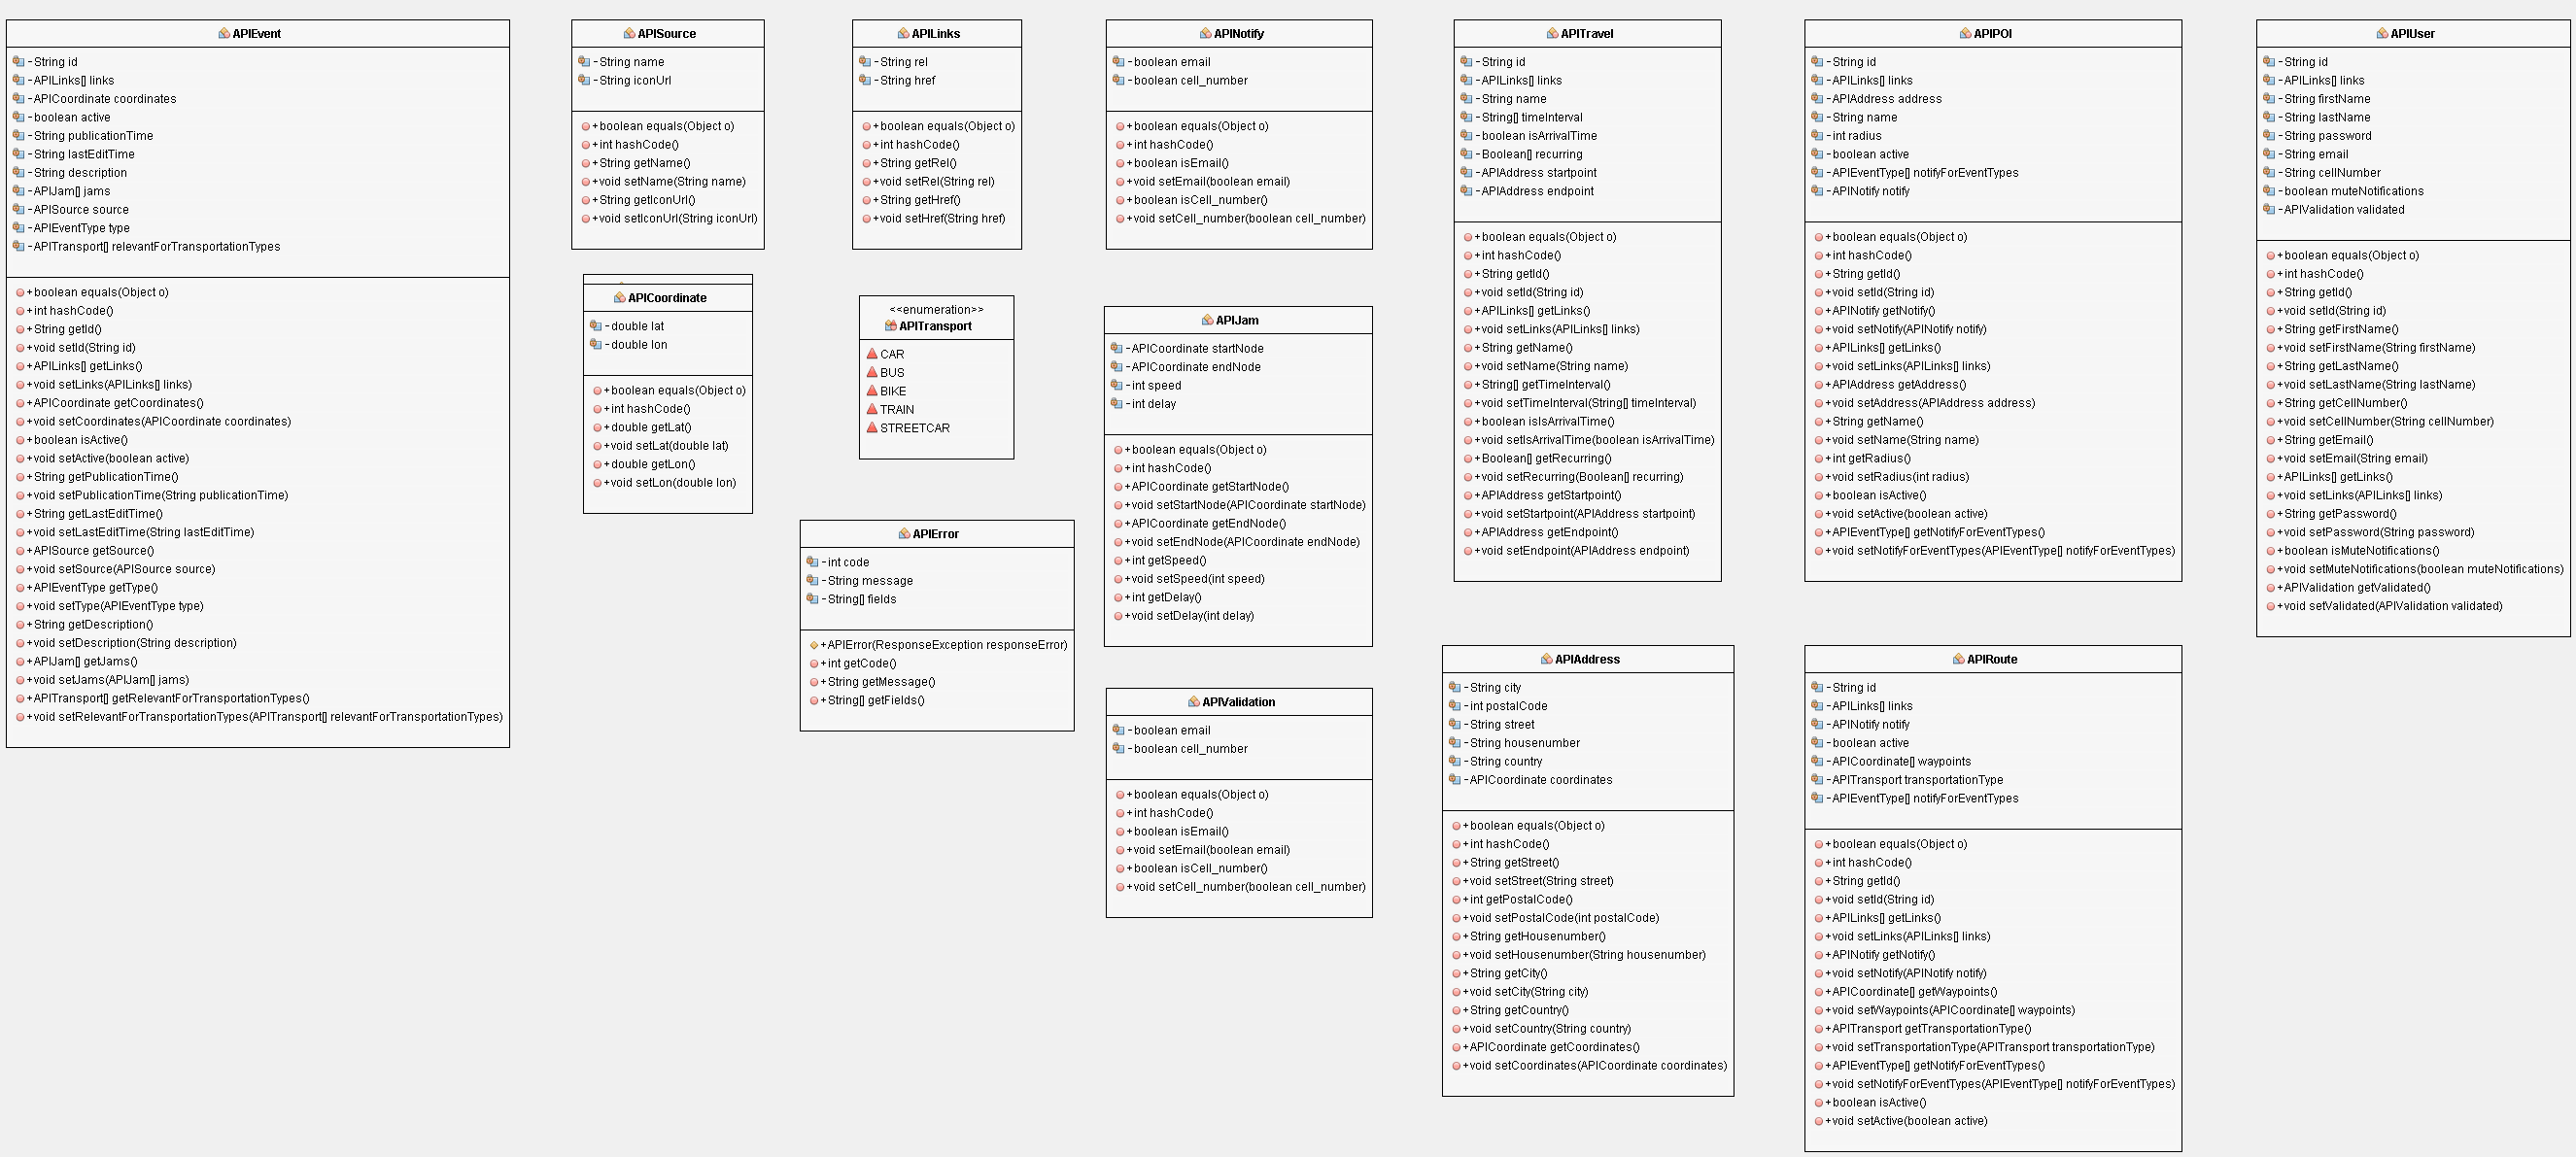 APIEvent
-String id
-APILinks[] links
-APICoordinate coordinates
-boolean active
-String publicationTime
-String lastEditTime
-String description
-APIJam[] jams
-APISource source
-APIEventType type
-APITransport[] relevantForTransportationTypes
+boolean equals(Object o)
+int hashCode()
+String getId()
+void setId(String id)
+APILinks[] getLinks()
+void setLinks(APILinks[] links)
+APICoordinate getCoordinates()
+void setCoordinates(APICoordinate coordinates)
+boolean isActive()
+void setActive(boolean active)
+String getPublicationTime()
+void setPublicationTime(String publicationTime)
+String getLastEditTime()
+void setLastEditTime(String lastEditTime)
+APISource getSource()
+void setSource(APISource source)
+APIEventType getType()
+void setType(APIEventType type)
+String getDescription()
+void setDescription(String description)
+APIJam[] getJams()
+void setJams(APIJam[] jams)
+APITransport[] getRelevantForTransportationTypes()
+void setRelevantForTransportationTypes(APITransport[] relevantForTransportationTypes)
APISource
-String name
-String iconUrl
+boolean equals(Object o)
+int hashCode()
+String getName()
+void setName(String name)
+String getIconUrl()
+void setIconUrl(String iconUrl)
APICoordinate
-double lat
-double lon
+boolean equals(Object o)
+int hashCode()
+double getLat()
+void setLat(double lat)
+double getLon()
+void setLon(double lon)
APILinks
-String rel
-String href
+boolean equals(Object o)
+int hashCode()
+String getRel()
+void setRel(String rel)
+String getHref()
+void setHref(String href)
<<enumeration>>
APITransport
CAR
BUS
BIKE
TRAIN
STREETCAR
APIError
-int code
-String message
-String[] fields
+APIError(ResponseException responseError)
+int getCode()
+String getMessage()
+String[] getFields()
APINotify
-boolean email
-boolean cell_number
+boolean equals(Object o)
+int hashCode()
+boolean isEmail()
+void setEmail(boolean email)
+boolean isCell_number()
+void setCell_number(boolean cell_number)
APIJam
-APICoordinate startNode
-APICoordinate endNode
-int speed
-int delay
+boolean equals(Object o)
+int hashCode()
+APICoordinate getStartNode()
+void setStartNode(APICoordinate startNode)
+APICoordinate getEndNode()
+void setEndNode(APICoordinate endNode)
+int getSpeed()
+void setSpeed(int speed)
+int getDelay()
+void setDelay(int delay)
APIValidation
-boolean email
-boolean cell_number
+boolean equals(Object o)
+int hashCode()
+boolean isEmail()
+void setEmail(boolean email)
+boolean isCell_number()
+void setCell_number(boolean cell_number)
APITravel
-String id
-APILinks[] links
-String name
-String[] timeInterval
-boolean isArrivalTime
-Boolean[] recurring
-APIAddress startpoint
-APIAddress endpoint
+boolean equals(Object o)
+int hashCode()
+String getId()
+void setId(String id)
+APILinks[] getLinks()
+void setLinks(APILinks[] links)
+String getName()
+void setName(String name)
+String[] getTimeInterval()
+void setTimeInterval(String[] timeInterval)
+boolean isIsArrivalTime()
+void setIsArrivalTime(boolean isArrivalTime)
+Boolean[] getRecurring()
+void setRecurring(Boolean[] recurring)
+APIAddress getStartpoint()
+void setStartpoint(APIAddress startpoint)
+APIAddress getEndpoint()
+void setEndpoint(APIAddress endpoint)
APIAddress
-String city
-int postalCode
-String street
-String housenumber
-String country
-APICoordinate coordinates
+boolean equals(Object o)
+int hashCode()
+String getStreet()
+void setStreet(String street)
+int getPostalCode()
+void setPostalCode(int postalCode)
+String getHousenumber()
+void setHousenumber(String housenumber)
+String getCity()
+void setCity(String city)
+String getCountry()
+void setCountry(String country)
+APICoordinate getCoordinates()
+void setCoordinates(APICoordinate coordinates)
APIPOI
-String id
-APILinks[] links
-APIAddress address
-String name
-int radius
-boolean active
-APIEventType[] notifyForEventTypes
-APINotify notify
+boolean equals(Object o)
+int hashCode()
+String getId()
+void setId(String id)
+APINotify getNotify()
+void setNotify(APINotify notify)
+APILinks[] getLinks()
+void setLinks(APILinks[] links)
+APIAddress getAddress()
+void setAddress(APIAddress address)
+String getName()
+void setName(String name)
+int getRadius()
+void setRadius(int radius)
+boolean isActive()
+void setActive(boolean active)
+APIEventType[] getNotifyForEventTypes()
+void setNotifyForEventTypes(APIEventType[] notifyForEventTypes)
APIRoute
-String id
-APILinks[] links
-APINotify notify
-boolean active
-APICoordinate[] waypoints
-APITransport transportationType
-APIEventType[] notifyForEventTypes
+boolean equals(Object o)
+int hashCode()
+String getId()
+void setId(String id)
+APILinks[] getLinks()
+void setLinks(APILinks[] links)
+APINotify getNotify()
+void setNotify(APINotify notify)
+APICoordinate[] getWaypoints()
+void setWaypoints(APICoordinate[] waypoints)
+APITransport getTransportationType()
+void setTransportationType(APITransport transportationType)
+APIEventType[] getNotifyForEventTypes()
+void setNotifyForEventTypes(APIEventType[] notifyForEventTypes)
+boolean isActive()
+void setActive(boolean active)
APIUser
-String id
-APILinks[] links
-String firstName
-String lastName
-String password
-String email
-String cellNumber
-boolean muteNotifications
-APIValidation validated
+boolean equals(Object o)
+int hashCode()
+String getId()
+void setId(String id)
+String getFirstName()
+void setFirstName(String firstName)
+String getLastName()
+void setLastName(String lastName)
+String getCellNumber()
+void setCellNumber(String cellNumber)
+String getEmail()
+void setEmail(String email)
+APILinks[] getLinks()
+void setLinks(APILinks[] links)
+String getPassword()
+void setPassword(String password)
+boolean isMuteNotifications()
+void setMuteNotifications(boolean muteNotifications)
+APIValidation getValidated()
+void setValidated(APIValidation validated)